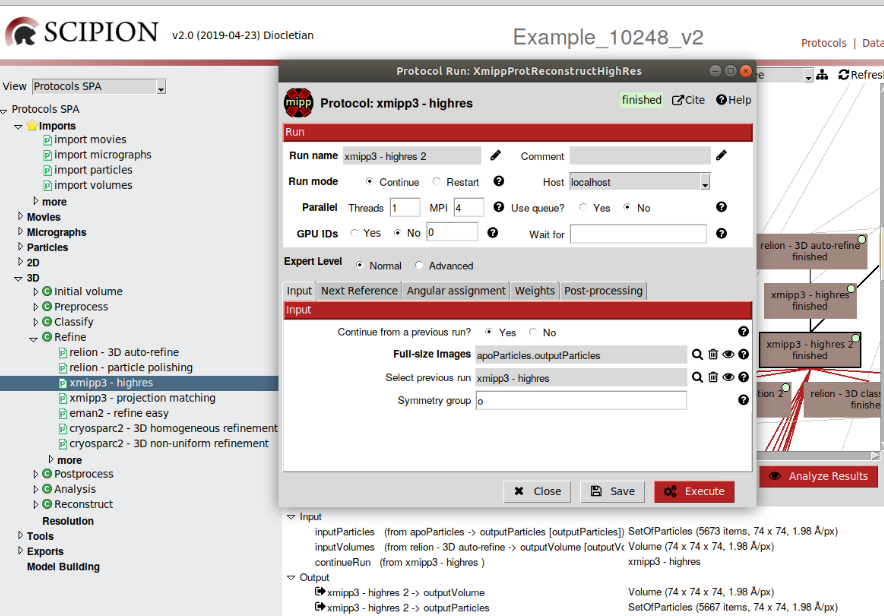 SCIPION v2.0 (2019-04-23) Diocletian
Example_10248_v2
Protocols | Data
View Protocols SPA
Refresh
Protocols SPA
Imports
import movies
import micrographs
import particles
import volumes
more
Movies
Micrographs
Particles
2D
3D
Initial volume
Preprocess
Classify
Refine
relion - 3D auto-refine
relion - particle polishing
xmipp3 - highres
xmipp3 - projection matching
eman2 - refine easy
cryosparc2 - 3D homogeneous refinement
cryosparc2 - 3D non-uniform refinement
more
Postprocess
Analysis
Reconstruct
Resolution
Tools
Exports
Model Building
Protocol Run: XmippProtReconstructHighRes
mipp Protocol: xmipp3 - highres finished Cite Help
Run
Run name xmipp3 - highres 2 Comment
Run mode Continue Restart Host localhost
Parallel Threads 1 MPI 4 Use queue? Yes No
GPU IDs Yes No 0 Wait for
Expert Level Normal Advanced
Input Next Reference Angular assignment Weights Post-processing
Input
Continue from a previous run? Yes No
Full-size Images apoParticles.outputParticles
Select previous run xmipp3 - highres
Symmetry group o
Close Save Execute
relion - 3D auto-refine
finished
xmipp3 - highres
finished
xmipp3 - highres 2
finished
tion 2
relion - 3D class
finishe
Analyze Results
Input
inputParticles (from apoParticles -> outputParticles [outputParticles]) SetOfParticles (5673 items, 74 x 74, 1.98 Å/px)
inputVolumes (from relion - 3D auto-refine -> outputVolume [outputVo Volume (74 x 74 x 74, 1.98 Å/px)
continueRun (from xmipp3 - highres ) xmipp3 - highres
Output
xmipp3 - highres 2 -> outputVolume Volume (74 x 74 x 74, 1.98 Å/px)
xmipp3 - highres 2 -> outputParticles SetOfParticles (5667 items, 74 x 74, 1.98 Å/px)